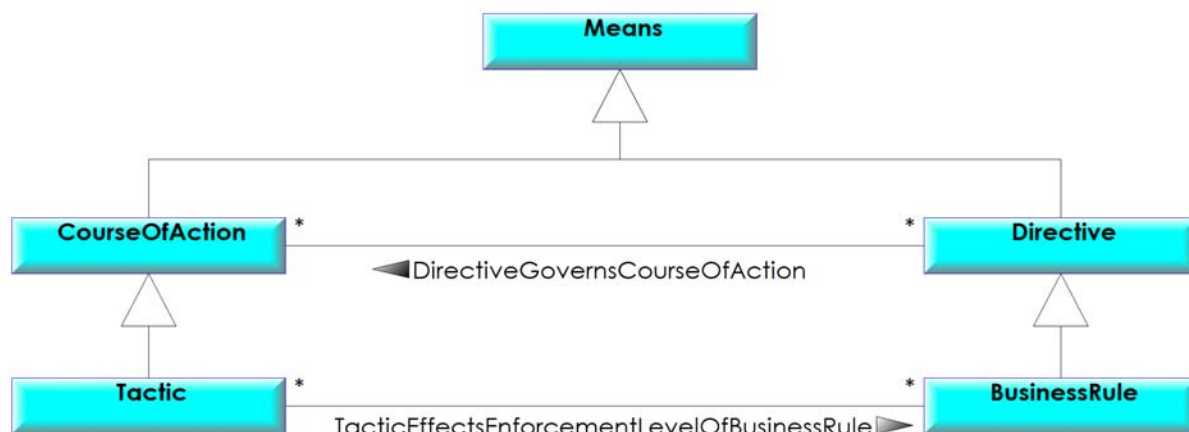 Means
* *
CourseOfAction Directive
DirectiveGovernsCourseOfAction
* *
Tactic BusinessRule
TacticEffectsEnforcementLevelOfBusinessRule